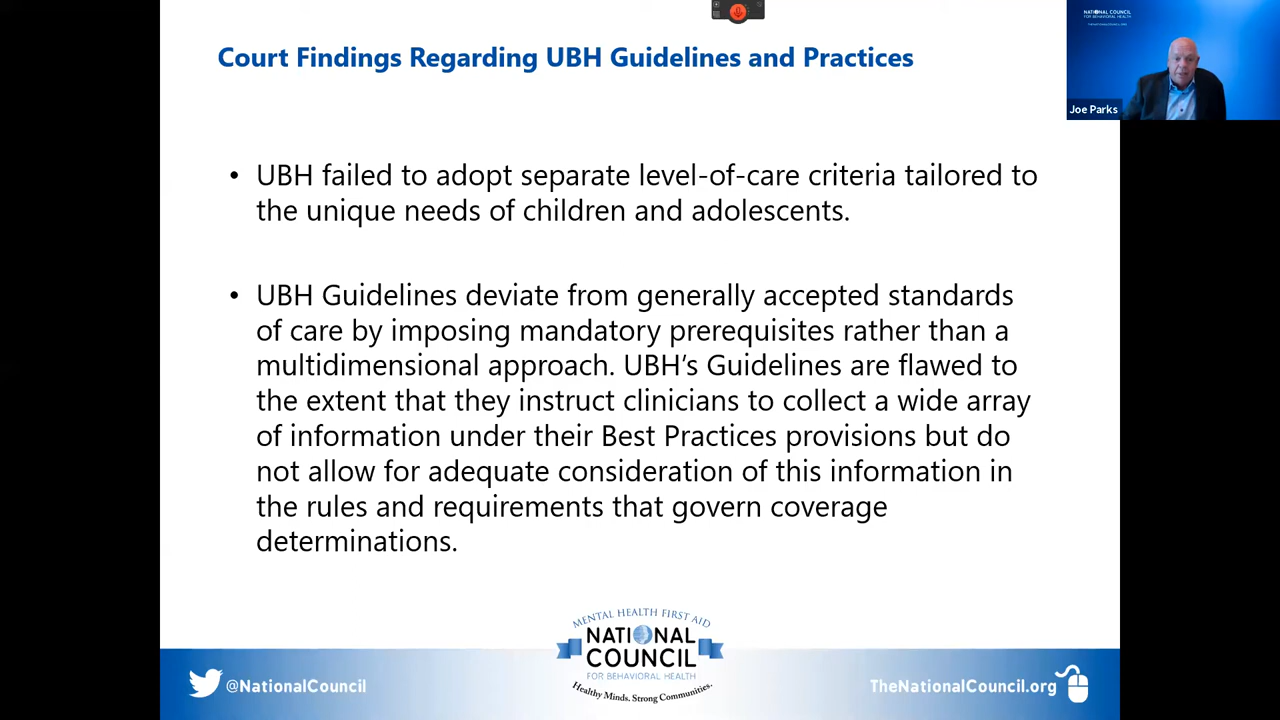 Court Findings Regarding UBH Guidelines and Practices
NATIONAL COUNCIL
FOR BEHAVIORAL HEALTH
Joe Parks
• UBH failed to adopt separate level-of-care criteria tailored to
the unique needs of children and adolescents.
• UBH Guidelines deviate from generally accepted standards
of care by imposing mandatory prerequisites rather than a
multidimensional approach. UBH’s Guidelines are flawed to
the extent that they instruct clinicians to collect a wide array
of information under their Best Practices provisions but do
not allow for adequate consideration of this information in
the rules and requirements that govern coverage
determinations.
MENTAL HEALTH FIRST AID
NATIONAL
COUNCIL
FOR BEHAVIORAL HEALTH
Healthy Minds. Strong Communities.
@NationalCouncil
TheNationalCouncil.org